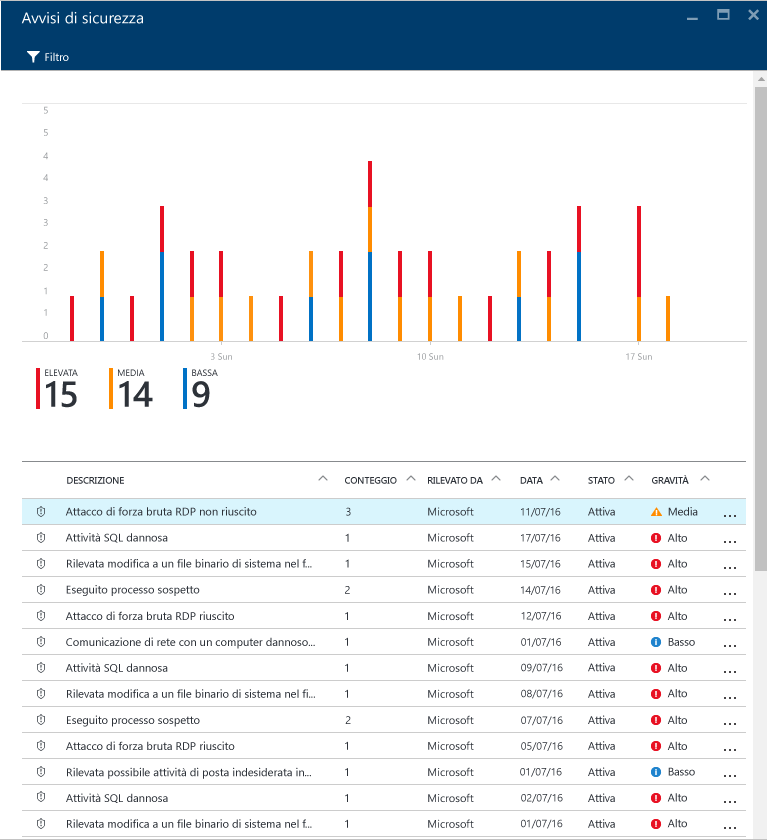 Avvisi di sicurezza
Filtro
5
5
4
4
3
3
2
2
1
1
0
3 Sun 10 Sun 17 Sun
ELEVATA MEDIA BASSA
15 14 9
DESCRIZIONE CONTEGGIO RILEVATO DA DATA STATO GRAVITÀ
Attacco di forza bruta RDP non riuscito 3 Microsoft 11/07/16 Attiva Media ...
Attività SQL dannosa 1 Microsoft 17/07/16 Attiva Alto ...
Rilevata modifica a un file binario di sistema nel f... 1 Microsoft 15/07/16 Attiva Alto ...
Eseguito processo sospetto 2 Microsoft 14/07/16 Attiva Alto ...
Attacco di forza bruta RDP riuscito 1 Microsoft 12/07/16 Attiva Alto ...
Comunicazione di rete con un computer dannoso... 1 Microsoft 01/07/16 Attiva Basso ...
Attività SQL dannosa 1 Microsoft 09/07/16 Attiva Alto ...
Rilevata modifica a un file binario di sistema nel fi... 1 Microsoft 08/07/16 Attiva Alto ...
Eseguito processo sospetto 2 Microsoft 07/07/16 Attiva Alto ...
Attacco di forza bruta RDP riuscito 1 Microsoft 05/07/16 Attiva Alto ...
Rilevata possibile attività di posta indesiderata in... 1 Microsoft 01/07/16 Attiva Basso ...
Attività SQL dannosa 1 Microsoft 02/07/16 Attiva Alto ...
Rilevata modifica a un file binario di sistema nel f... 1 Microsoft 01/07/16 Attiva Alto ...